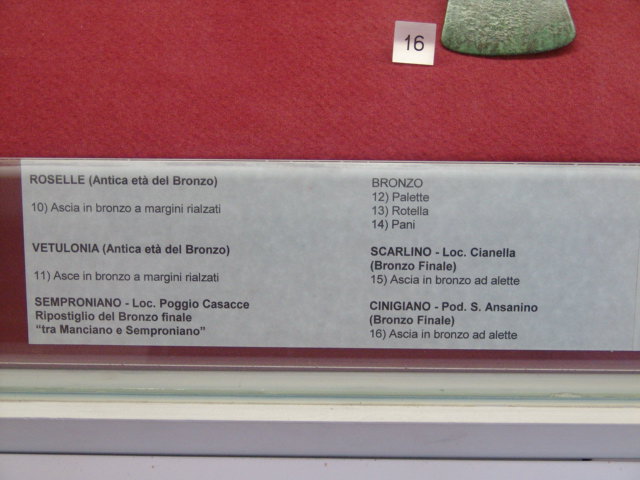 16
ROSELLE (Antica età del Bronzo)
10) Ascia in bronzo a margini rialzati
VETULONIA (Antica età del Bronzo)
11) Asce in bronzo a margini rialzati
SEMPRONIANO - Loc. Poggio Casacce
Ripostiglio del Bronzo finale
“tra Manciano e Semproniano”
BRONZO
12) Palette
13) Rotella
14) Pani
SCARLINO - Loc. Cianella
(Bronzo Finale)
15) Ascia in bronzo ad alette
CINIGIANO - Pod. S. Ansanino
(Bronzo Finale)
16) Ascia in bronzo ad alette